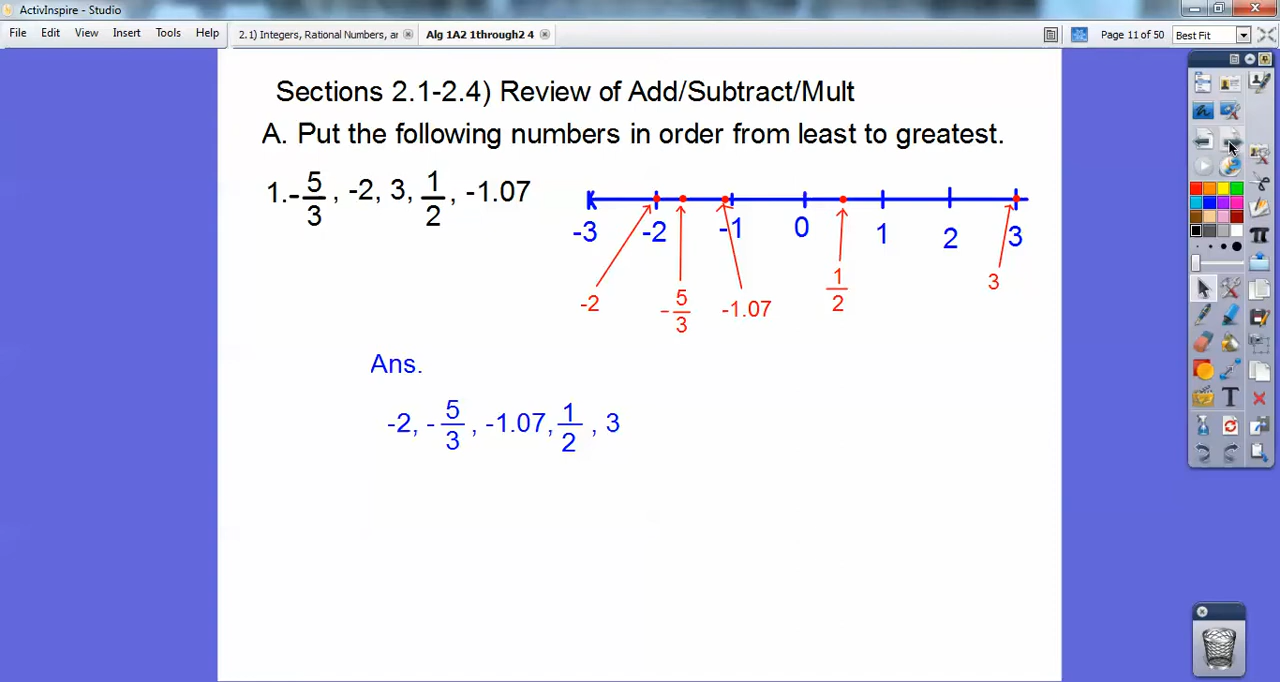 ActivInspire - Studio
File Edit View Insert Tools Help
2.1) Integers, Rational Numbers, ar
Alg 1A2 1through2 4
Page 11 of 50
Best Fit
Sections 2.1-2.4) Review of Add/Subtract/Mult
A. Put the following numbers in order from least to greatest.
1. -5/3, -2, 3, 1/2, -1.07
-3 -2 -1 0 1 2 3
-2 -5/3 -1.07 1/2 3
Ans.
-2, -5/3, -1.07, 1/2, 3